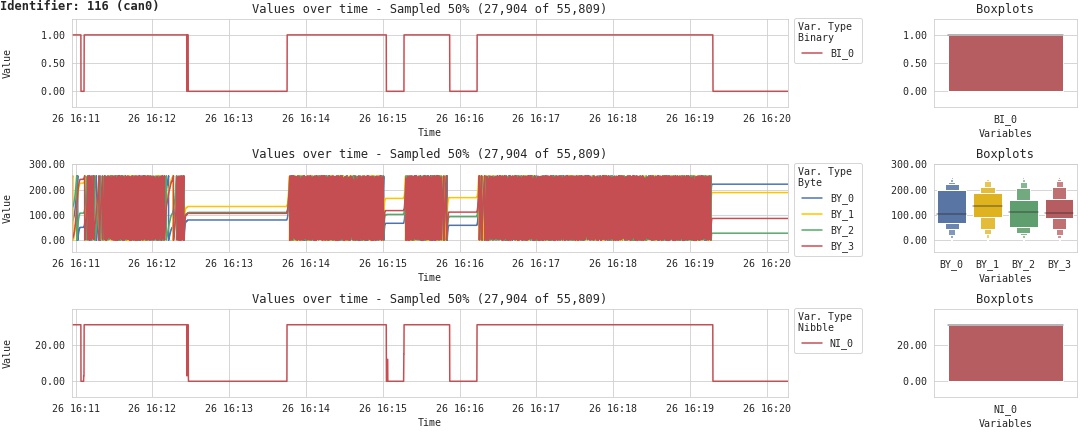 Identifier: 116 (can0)
Values over time - Sampled 50% (27,904 of 55,809)
Boxplots
Value
1.00
0.50
0.00
26 16:11 26 16:12 26 16:13 26 16:14 26 16:15 26 16:16 26 16:17 26 16:18 26 16:19 26 16:20
Time
Var. Type
Binary
BI_0
1.00
0.50
0.00
BI_0
Variables
Values over time - Sampled 50% (27,904 of 55,809)
Boxplots
Value
300.00
200.00
100.00
0.00
26 16:11 26 16:12 26 16:13 26 16:14 26 16:15 26 16:16 26 16:17 26 16:18 26 16:19 26 16:20
Time
Var. Type
Byte
BY_0
BY_1
BY_2
BY_3
300.00
200.00
100.00
0.00
BY_0 BY_1 BY_2 BY_3
Variables
Values over time - Sampled 50% (27,904 of 55,809)
Boxplots
Value
20.00
0.00
26 16:11 26 16:12 26 16:13 26 16:14 26 16:15 26 16:16 26 16:17 26 16:18 26 16:19 26 16:20
Time
Var. Type
Nibble
NI_0
20.00
0.00
NI_0
Variables